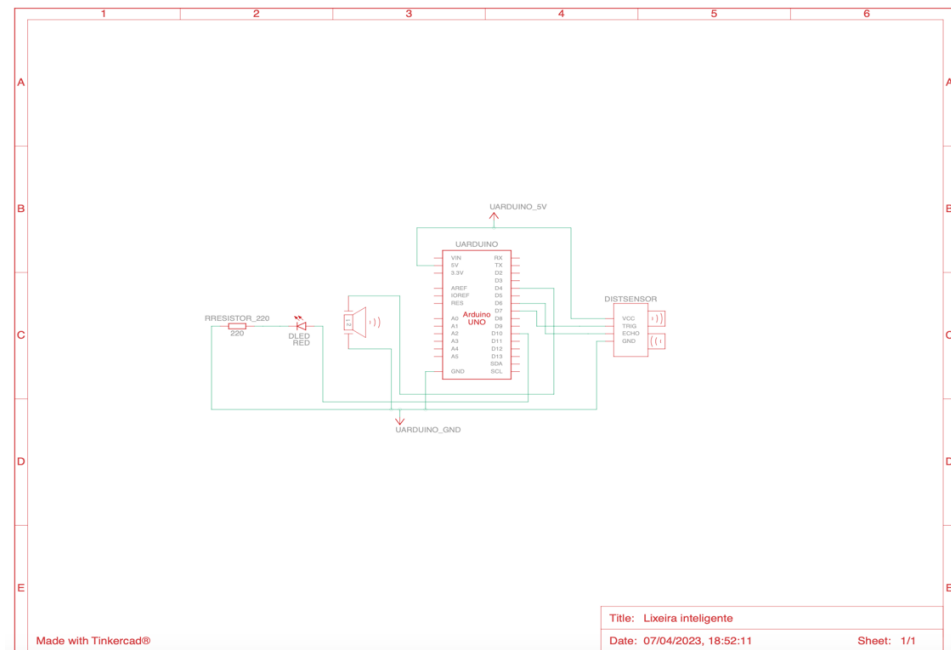 1 2 3 4 5 6
A A
B B
UARDUINO_5V
UARDUINO
VIN RX
5V TX
3.3V D2
D3
AREF D4
IOREF D5
RES D6
D7
A0 D8
A1 D9
A2 D10
A3 D11
A4 D12
A5 D13
SDA
GND SCL
Arduino
UNO
DISTSENSOR
VCC
TRIG
ECHO
GND
RRESISTOR_220
220
DLED
RED
C C
UARDUINO_GND
D D
E E
Made with Tinkercad®
Title: Lixeira inteligente
Date: 07/04/2023, 18:52:11 Sheet: 1/1